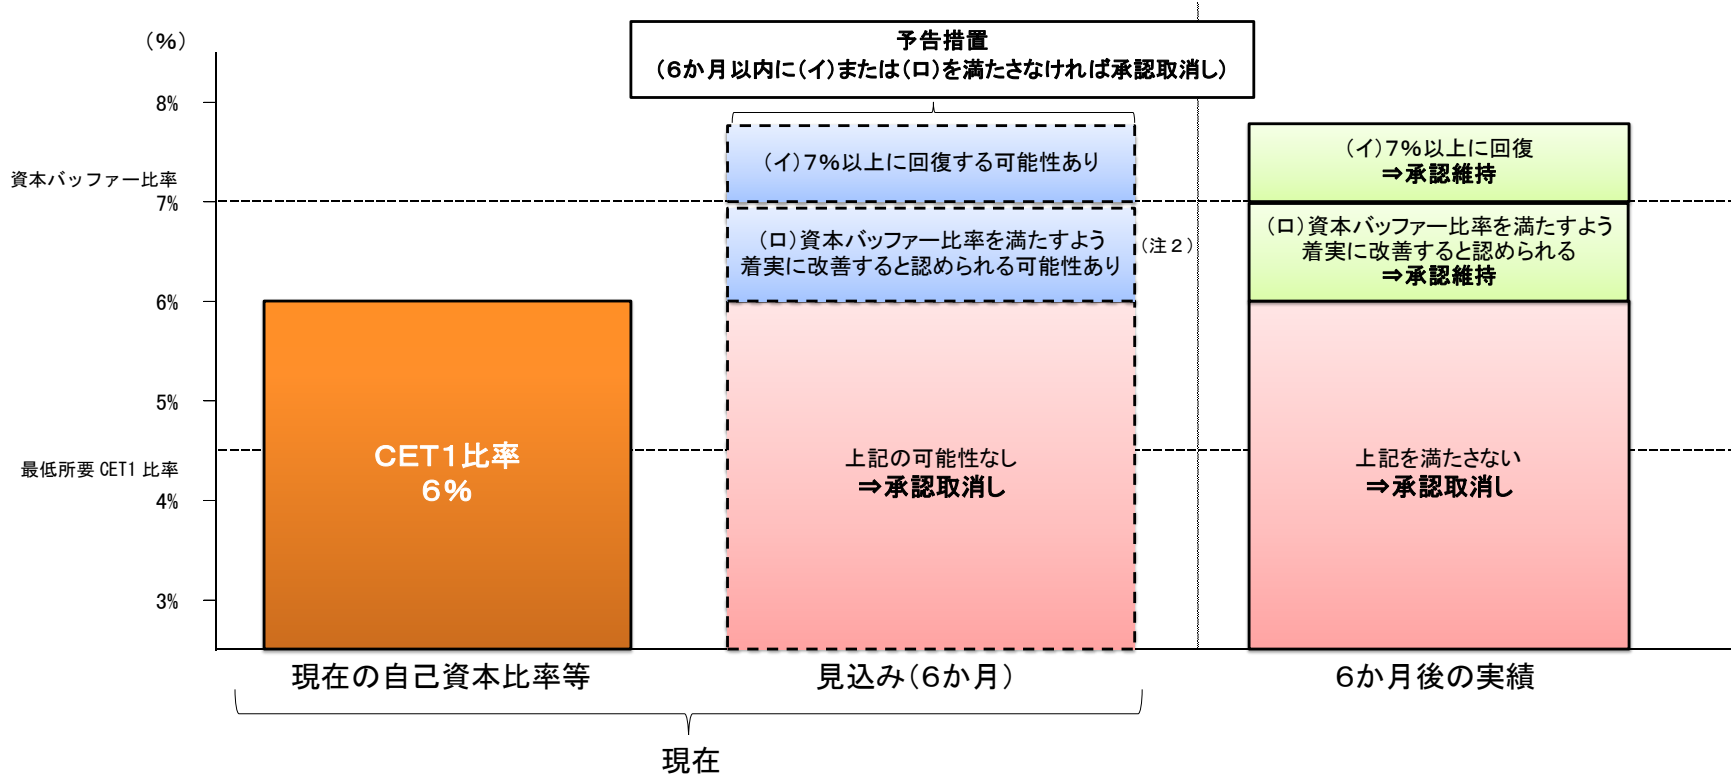 （％）
予告措置
（６か月以内に（イ）または（ロ）を満たさなければ承認取消し）
8%
資本バッファー比率
7%
6%
5%
最低所要 CET1 比率
4%
3%
CET１比率
６％
（イ）７％以上に回復する可能性あり
（ロ）資本バッファー比率を満たすよう
着実に改善すると認められる可能性あり
（注２）
上記の可能性なし
⇒承認取消し
（イ）７％以上に回復
⇒承認維持
（ロ）資本バッファー比率を満たすよう
着実に改善すると認められる
⇒承認維持
上記を満たさない
⇒承認取消し
現在の自己資本比率等
見込み（６か月）
６か月後の実績
現在